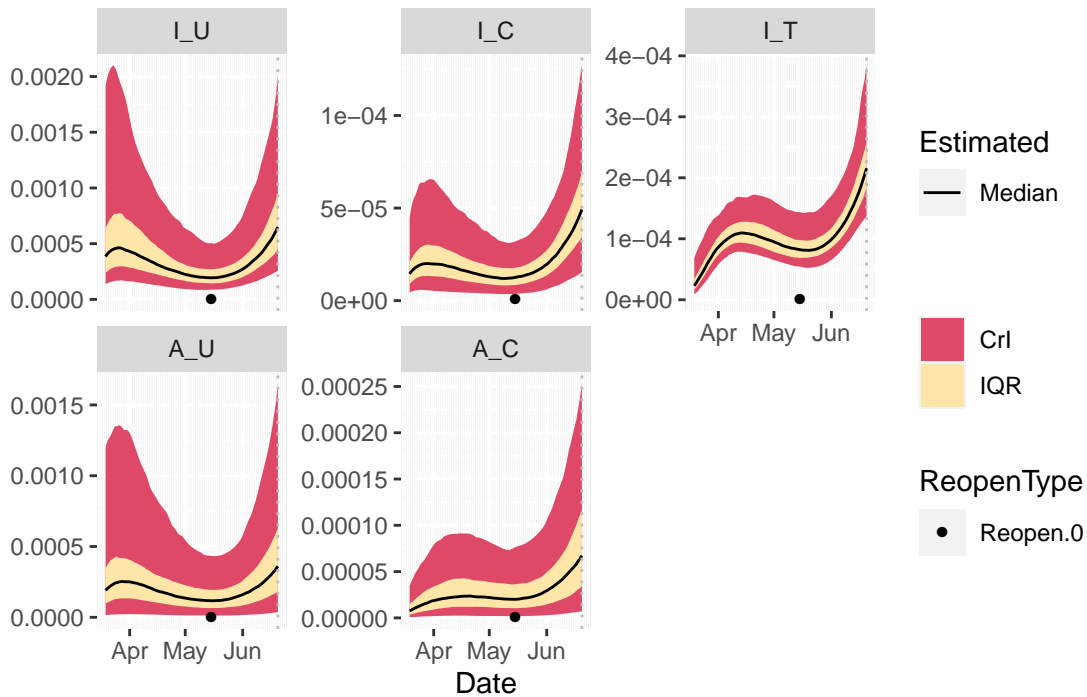 I_U
I_C
I_T
0.0020
0.0015
0.0010
0.0005
0.0000
1e−04
5e−05
0e+00
4e−04
3e−04
2e−04
1e−04
0e+00
Apr May Jun
A_U
A_C
0.0015
0.0010
0.0005
0.0000
0.00025
0.00020
0.00015
0.00010
0.00005
0.00000
Apr May Jun
Apr May Jun
Date
Estimated
Median
CrI
IQR
ReopenType
Reopen.0